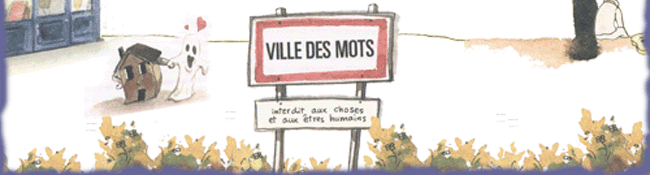 VILLE DES MOTS
interdit aux choses
et aux êtres humains